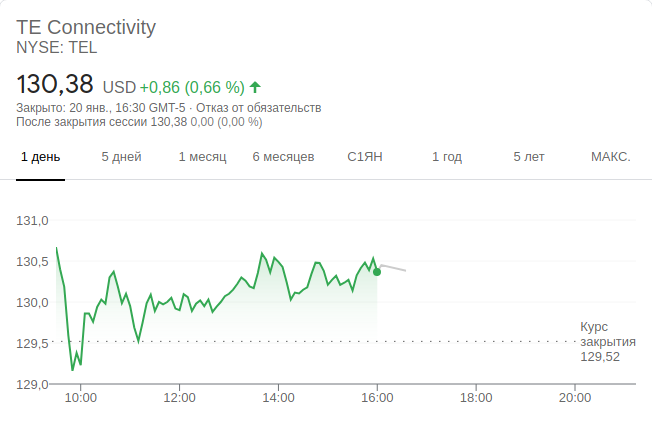 TE Connectivity
NYSE: TEL
130,38 USD +0,86 (0,66 %)
Закрыто: 20 янв., 16:30 GMT-5 · Отказ от обязательств
После закрытия сессии 130,38 0,00 (0,00 %)
1 день 5 дней 1 месяц 6 месяцев С1ЯН 1 год 5 лет МАКС.
131,0
130,5
130,0
129,5
129,0
Курс
закрытия
129,52
10:00 12:00 14:00 16:00 18:00 20:00